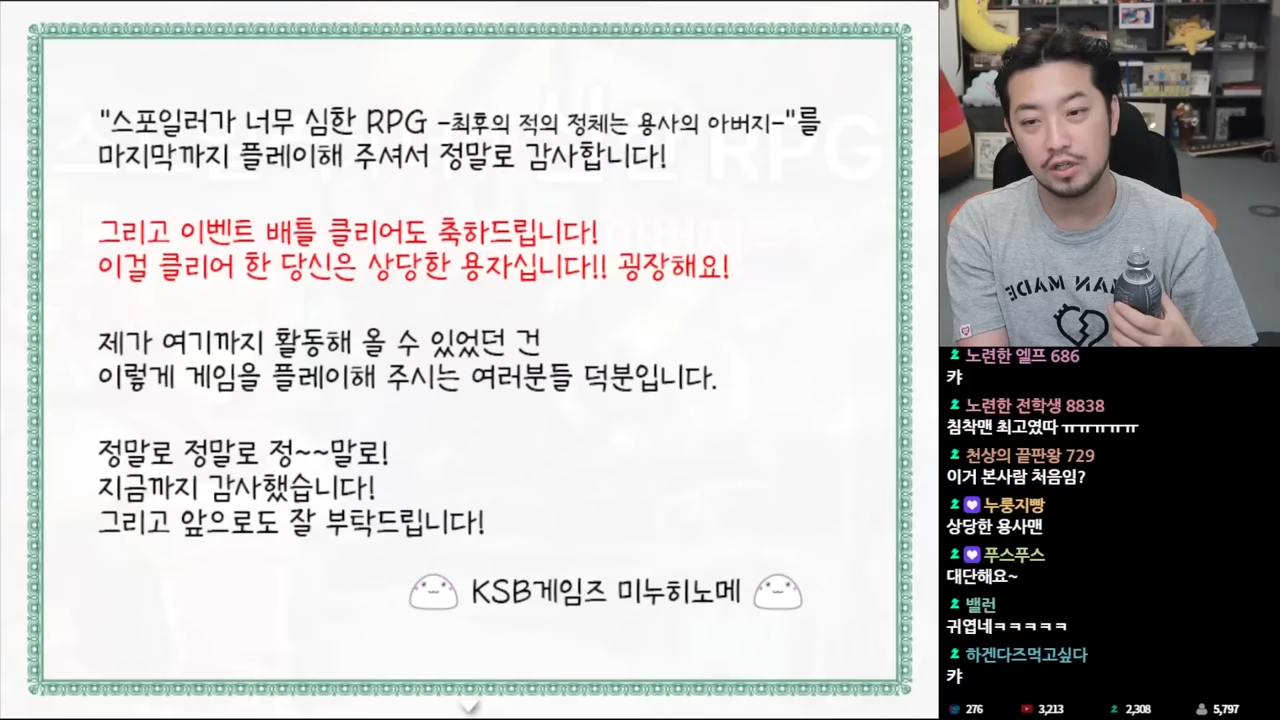 "스포일러가 너무 심한 RPG -최후의 적의 정체는 용사의 아버지-"를
마지막까지 플레이해 주셔서 정말로 감사합니다!
그리고 이벤트 배틀 클리어도 축하드립니다!
이걸 클리어 한 당신은 상당한 용자십니다!! 굉장해요!
제가 여기까지 활동해 올 수 있었던 건
이렇게 게임을 플레이해 주시는 여러분들 덕분입니다.
정말로 정말로 정~~말로!
지금까지 감사했습니다!
그리고 앞으로도 잘 부탁드립니다!
KSB게임즈 미누히노메
노련한 엘프 686
캬
노련한 전학생 8838
침착맨 최고였따 ㅠㅠㅠㅠㅠㅠ
천상의 끝판왕 729
이거 본사람 처음임?
누룽지빵
상당한 용사맨
푸스푸스
대단해요~
밸런
귀엽네ㅋㅋㅋㅋㅋ
하겐다즈먹고싶다
캬
276 3,213 2,308 5,797